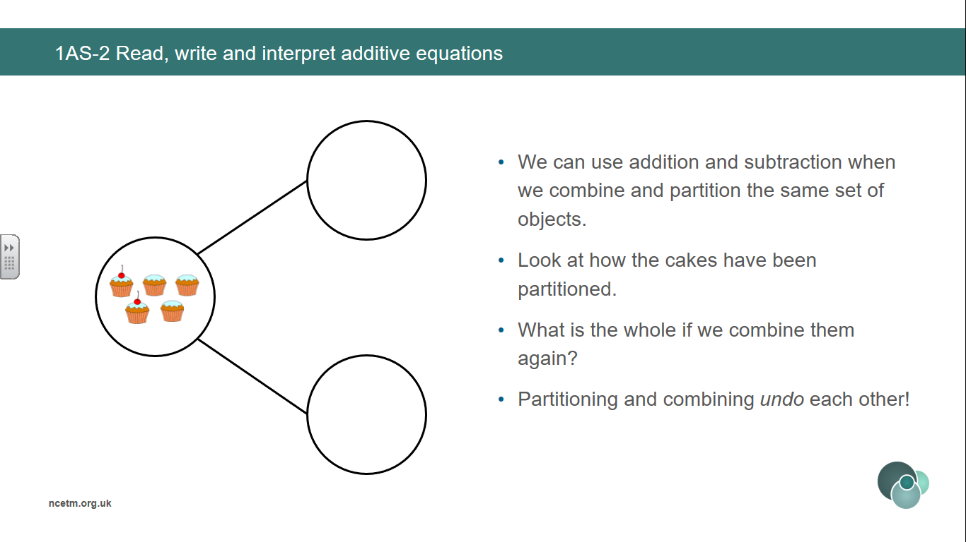 1AS-2 Read, write and interpret additive equations
• We can use addition and subtraction when
we combine and partition the same set of
objects.
• Look at how the cakes have been
partitioned.
• What is the whole if we combine them
again?
• Partitioning and combining undo each other!
ncetm.org.uk